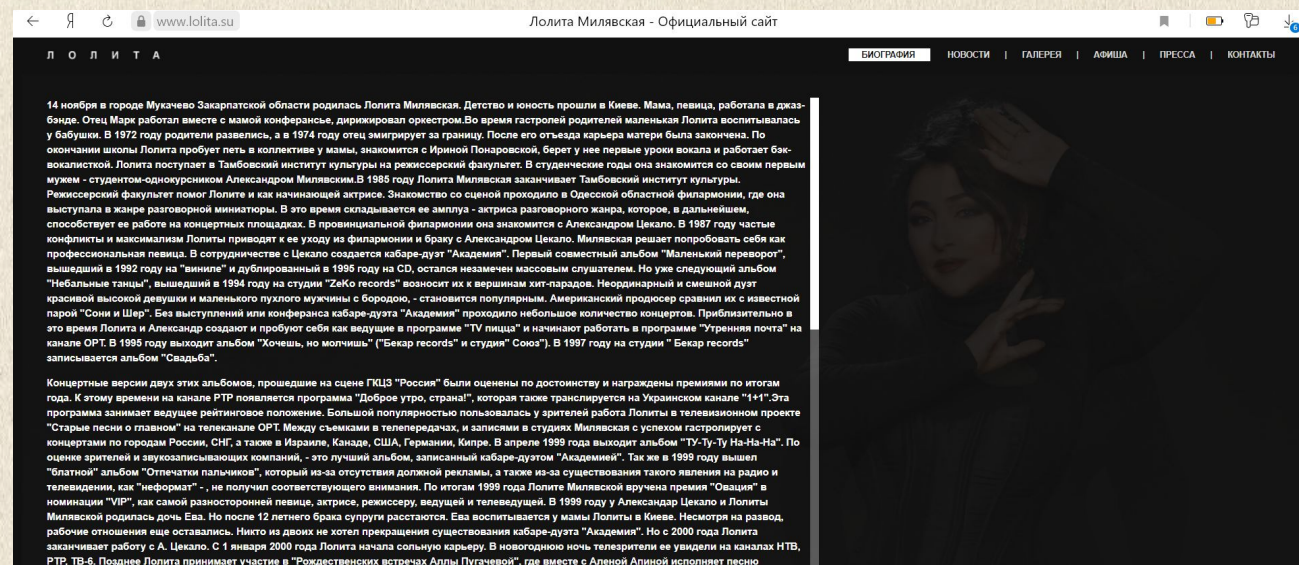 Я
www.lolita.su
Лолита Милявская - Официальный сайт
6
ЛОЛИТА
БИОГРАФИЯ НОВОСТИ | ГАЛЕРЕЯ | АФИША | ПРЕССА | КОНТАКТЫ
14 ноября в городе Мукачево Закарпатской области родилась Лолита Милявская. Детство и юность прошли в Киеве. Мама, певица, работала в джаз-
бэнде. Отец Марк работал вместе с мамой конферансье, дирижировал оркестром.Во время гастролей родителей маленькая Лолита воспитывалась
у бабушки. В 1972 году родители развелись, а в 1974 году отец эмигрирует за границу. После его отъезда карьера матери была закончена. По
окончании школы Лолита пробует петь в коллективе у мамы, знакомится с Ириной Понаровской, берет у нее первые уроки вокала и работает бэк-
вокалисткой. Лолита поступает в Тамбовский институт культуры на режиссерский факультет. В студенческие годы она знакомится со своим первым
мужем - студентом-однокурсником Александром Милявским.В 1985 году Лолита Милявская заканчивает Тамбовский институт культуры.
Режиссерский факультет помог Лолите и как начинающей актрисе. Знакомство со сценой проходило в Одесской областной филармонии, где она
выступала в жанре разговорной миниатюры. В это время складывается ее амплуа - актриса разговорного жанра, которое, в дальнейшем,
способствует ее работе на концертных площадках. В провинциальной филармонии она знакомится с Александром Цекало. В 1987 году частые
конфликты и максимализм Лолиты приводят к ее уходу из филармонии и браку с Александром Цекало. Милявская решает попробовать себя как
профессиональная певица. В сотрудничестве с Цекало создается кабаре-дуэт "Академия". Первый совместный альбом "Маленький переворот",
вышедший в 1992 году на "виниле" и дублированный в 1995 году на CD, остался незамечен массовым слушателем. Но уже следующий альбом
"Небальные танцы", вышедший в 1994 году на студии "ZeKo records" возносит их к вершинам хит-парадов. Неординарный и смешной дуэт
красивой высокой девушки и маленького пухлого мужчины с бородою, - становится популярным. Американский продюсер сравнил их с известной
парой "Сони и Шер". Без выступлений или конферанса кабаре-дуэта "Академия" проходило небольшое количество концертов. Приблизительно в
это время Лолита и Александр создают и пробуют себя как ведущие в программе "TV пицца" и начинают работать в программе "Утренняя почта" на
канале ОРТ. В 1995 году выходит альбом "Хочешь, но молчишь" ("Бекар records" и студия" Союз"). В 1997 году на студии " Бекар records"
записывается альбом "Свадьба".
Концертные версии двух этих альбомов, прошедшие на сцене ГКЦЗ "Россия" были оценены по достоинству и награждены премиями по итогам
года. К этому времени на канале РТР появляется программа "Доброе утро, страна!", которая также транслируется на Украинском канале "1+1".Эта
программа занимает ведущее рейтинговое положение. Большой популярностью пользовалась у зрителей работа Лолиты в телевизионном проекте
"Старые песни о главном" на телеканале ОРТ. Между съемками в телепередачах, и записями в студиях Милявская с успехом гастролирует с
концертами по городам России, СНГ, а также в Израиле, Канаде, США, Германии, Кипре. В апреле 1999 года выходит альбом "ТУ-Ту-Ту На-На-На". По
оценке зрителей и звукозаписывающих компаний, - это лучший альбом, записанный кабаре-дуэтом "Академией". Так же в 1999 году вышел
"блатной" альбом "Отпечатки пальчиков", который из-за отсутствия должной рекламы, а также из-за существования такого явления на радио и
телевидении, как "неформат" - , не получил соответствующего внимания. По итогам 1999 года Лолите Милявской вручена премия "Овация" в
номинации "VIP", как самой разносторонней певице, актрисе, режиссеру, ведущей и телеведущей. В 1999 году у Александар Цекало и Лолиты
Милявской родилась дочь Ева. Но после 12 летнего брака супруги расстаются. Ева воспитывается у мамы Лолиты в Киеве. Несмотря на развод,
рабочие отношения еще оставались. Никто из двоих не хотел прекращения существования кабаре-дуэта "Академия". Но с 2000 года Лолита
заканчивает работу с А. Цекало. С 1 января 2000 года Лолита начала сольную карьеру. В новогоднюю ночь телезрители ее увидели на каналах НТВ,
РТР, ТВ-6. Позднее Лолита принимает участие в "Рождественских встречах Аллы Пугачевой", где вместе с Аленой Апиной исполняет песню